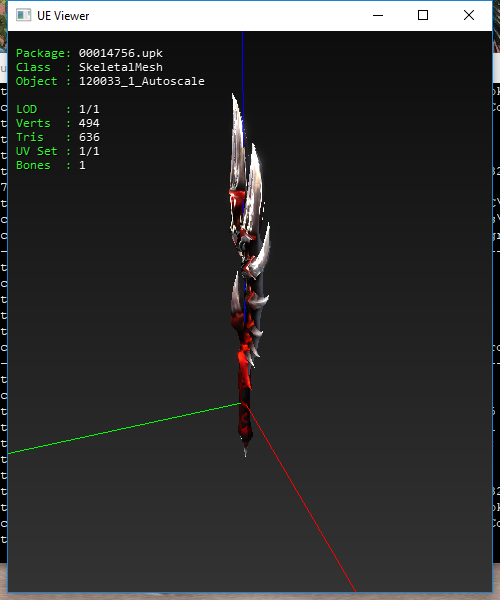 UE Viewer
Package: 00014756.upk
Class : SkeletalMesh
Object : 120033_1_Autoscale
LOD : 1/1
Verts : 494
Tris : 636
UV Set : 1/1
Bones : 1